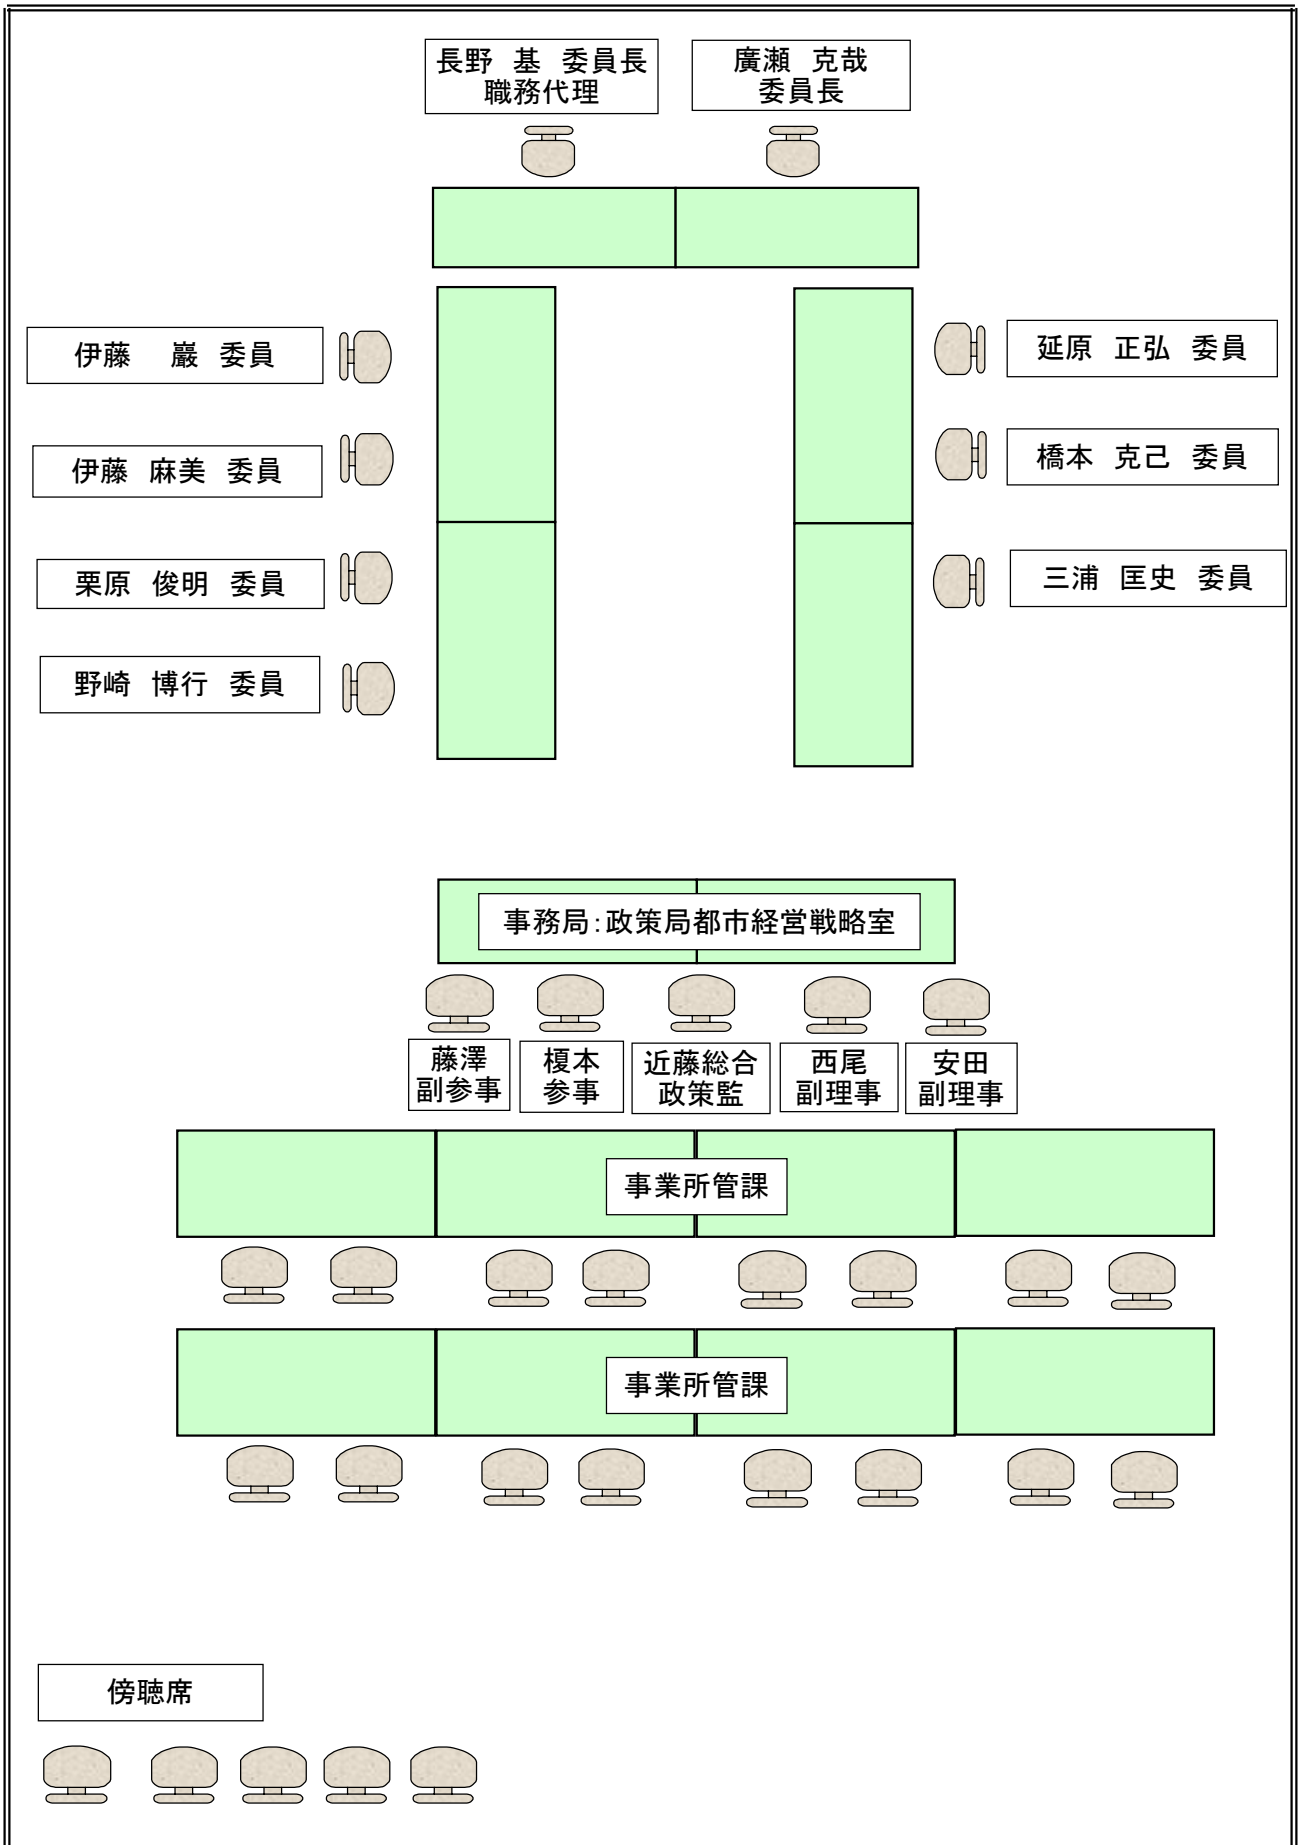 長野 基 委員長
職務代理
廣瀬 克哉
委員長
伊藤 巖 委員
延原 正弘 委員
伊藤 麻美 委員
橋本 克己 委員
栗原 俊明 委員
三浦 匡史 委員
野崎 博行 委員
事務局:政策局都市経営戦略室
藤澤
副参事
榎本
参事
近藤総合
政策監
西尾
副理事
安田
副理事
事業所管課
事業所管課
傍聴席